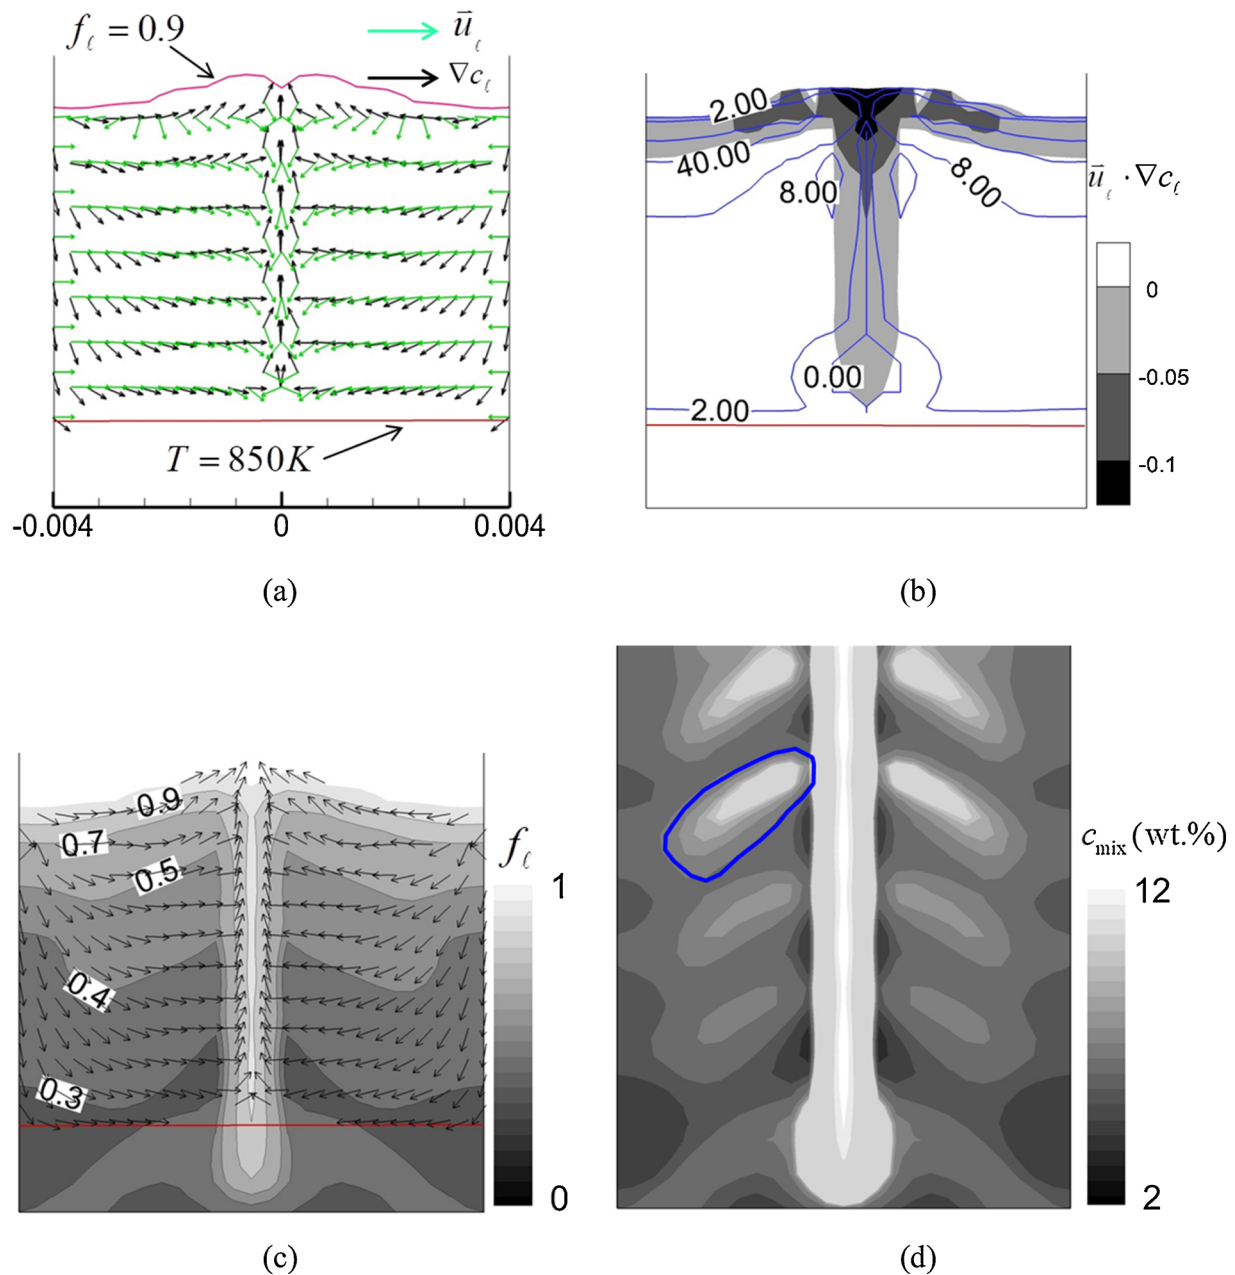 f_ℓ = 0.9
u⃗_ℓ
∇c_ℓ
T = 850K
-0.004 0 0.004
(a)
2.00
40.00
8.00
8.00
0.00
2.00
u⃗_ℓ · ∇c_ℓ
0
-0.05
-0.1
(b)
0.9
0.7
0.5
0.4
0.3
f_ℓ
1
0
(c)
c_mix (wt.%)
12
2
(d)